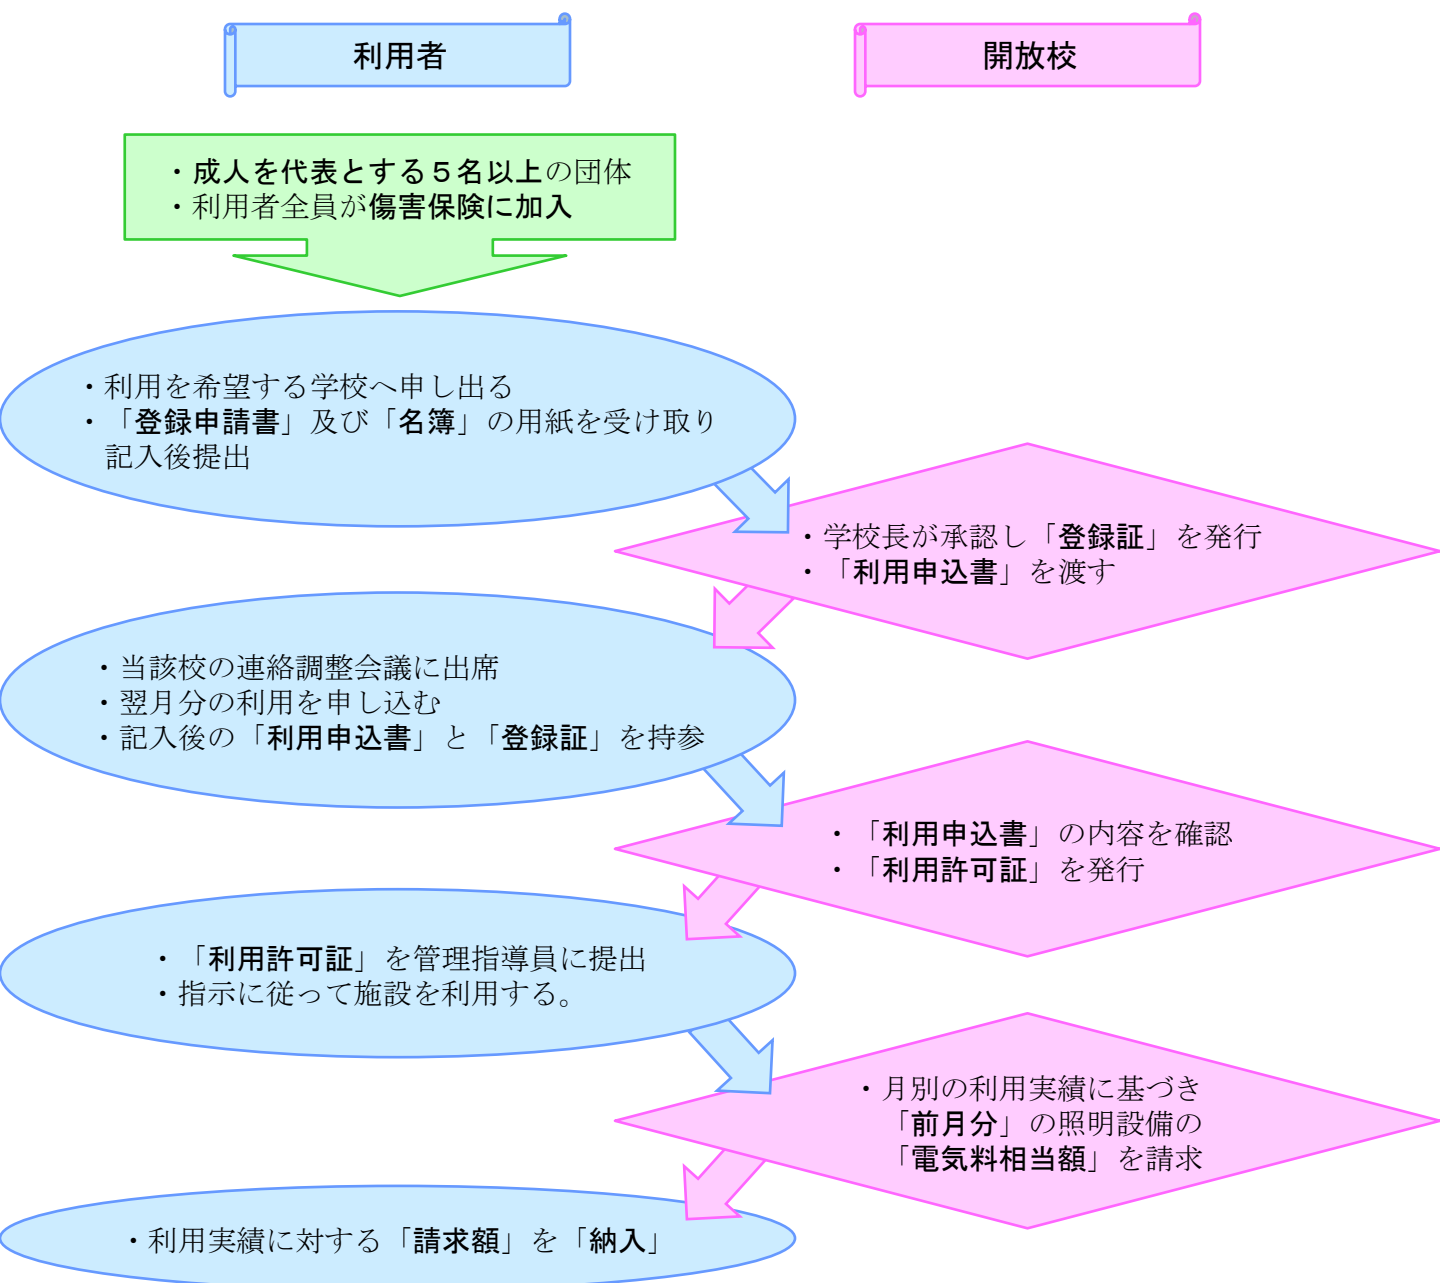 利用者
開放校
・成人を代表とする５名以上の団体
・利用者全員が傷害保険に加入
・利用を希望する学校へ申し出る
・「登録申請書」及び「名簿」の用紙を受け取り
記入後提出
・学校長が承認し「登録証」を発行
・「利用申込書」を渡す
・当該校の連絡調整会議に出席
・翌月分の利用を申し込む
・記入後の「利用申込書」と「登録証」を持参
・「利用申込書」の内容を確認
・「利用許可証」を発行
・「利用許可証」を管理指導員に提出
・指示に従って施設を利用する。
・月別の利用実績に基づき
「前月分」の照明設備の
「電気料相当額」を請求
・利用実績に対する「請求額」を「納入」